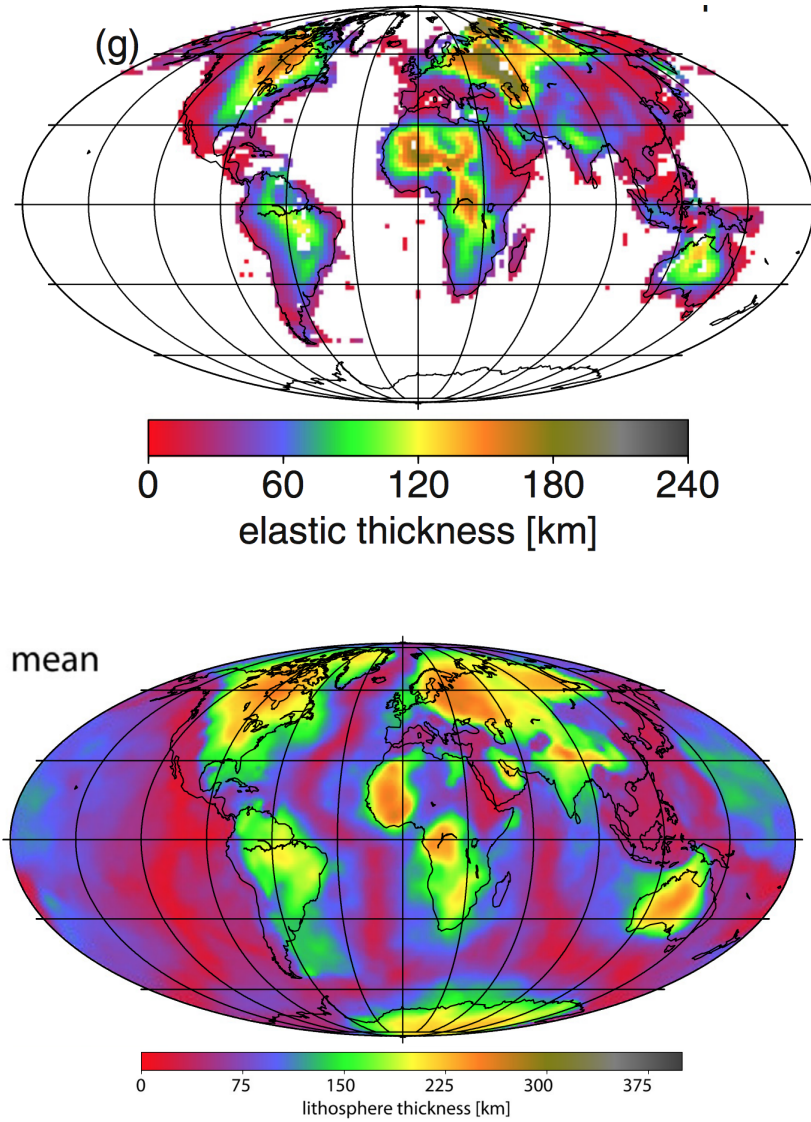 (g)
0 60 120 180 240
elastic thickness [km]
mean
0 75 150 225 300 375
lithosphere thickness [km]